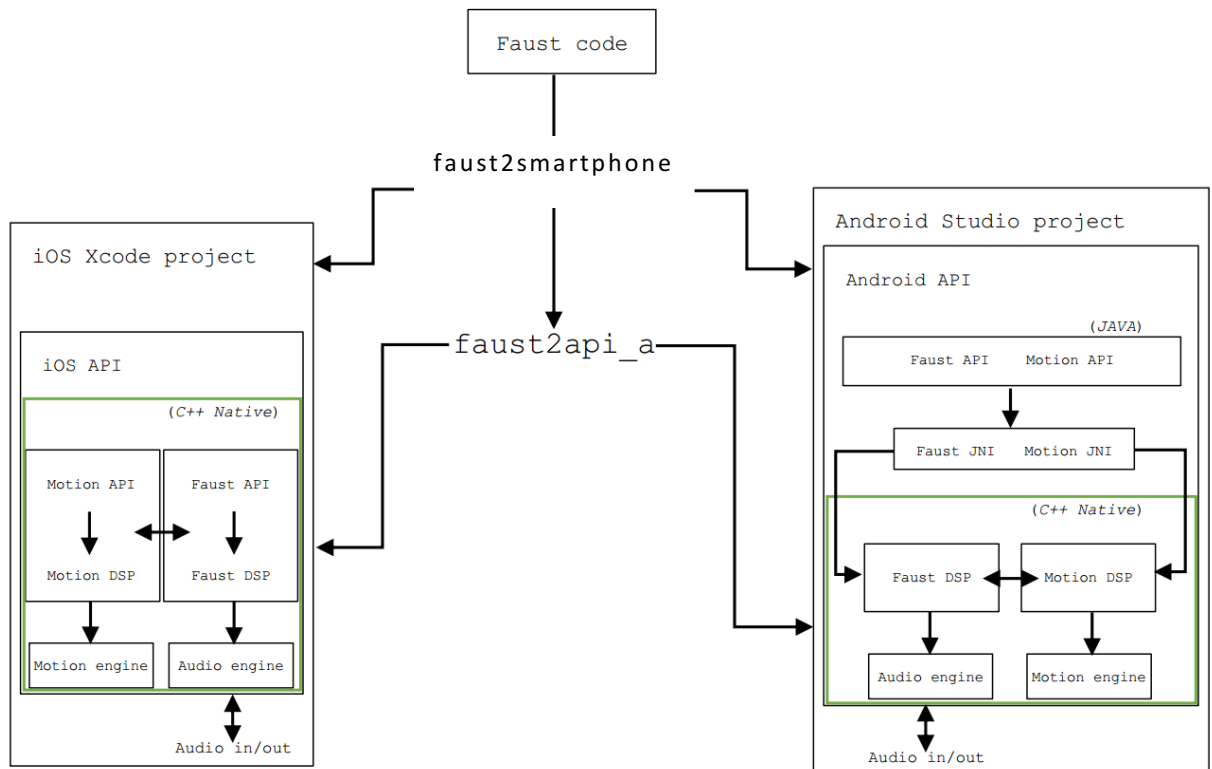 Faust code
faust2smartphone
iOS Xcode project
Android Studio project
Android API
(JAVA)
faust2api_a
iOS API
Faust API Motion API
(C++ Native)
Faust JNI Motion JNI
Motion API Faust API
(C++ Native)
Motion DSP Faust DSP
Faust DSP Motion DSP
Motion engine Audio engine
Audio engine Motion engine
Audio in/out
Audio in/out